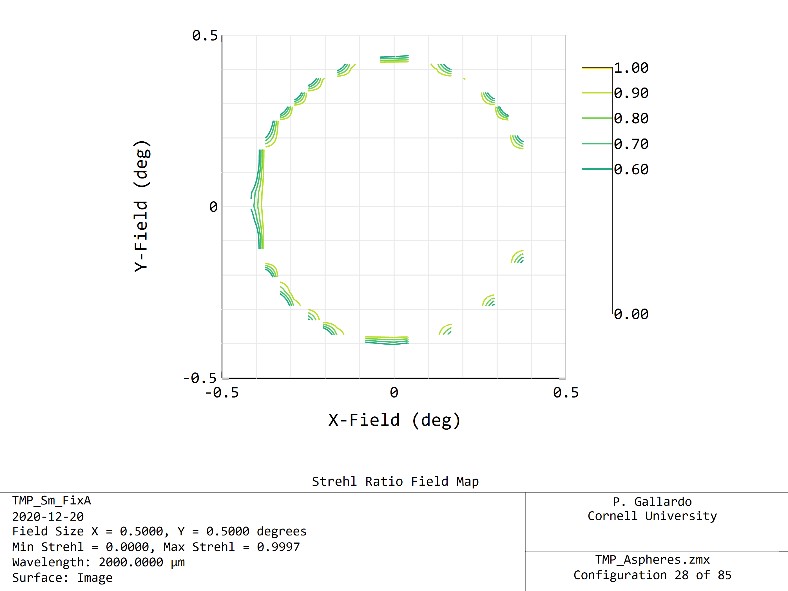 0.5
1.00
0.90
0.80
0.70
0.60
Y-Field (deg)
0
0.00
-0.5
-0.5
0
0.5
X-Field (deg)
Strehl Ratio Field Map
TMP_Sm_FixA
2020-12-20
Field Size X = 0.5000, Y = 0.5000 degrees
Min Strehl = 0.0000, Max Strehl = 0.9997
Wavelength: 2000.0000 µm
Surface: Image
P. Gallardo
Cornell University
TMP_Aspheres.zmx
Configuration 28 of 85